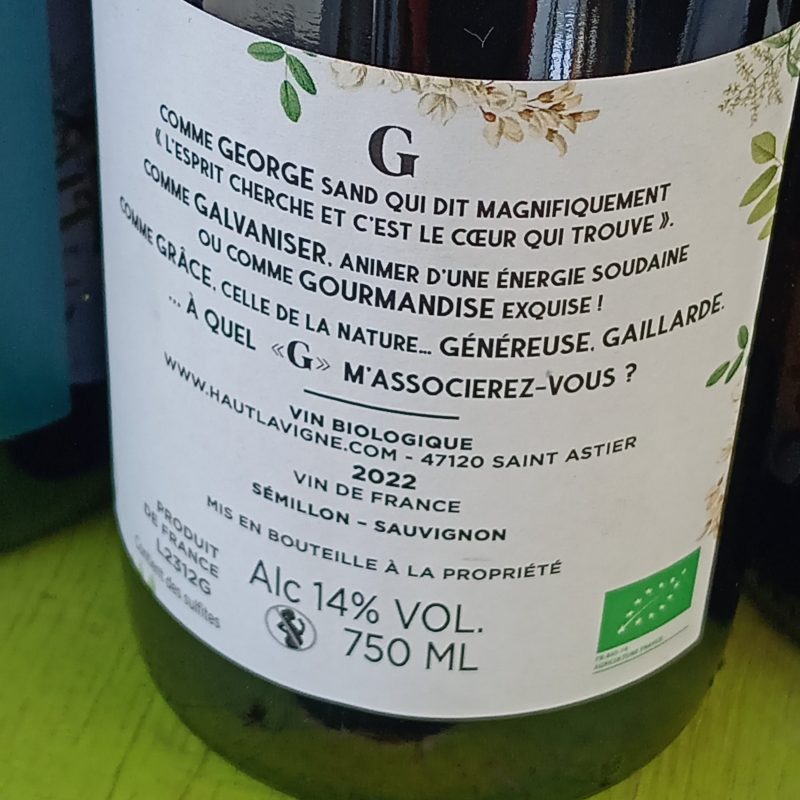 G
COMME GEORGE SAND QUI DIT MAGNIFIQUEMENT
« L'ESPRIT CHERCHE ET C'EST LE CŒUR QUI TROUVE ».
COMME GALVANISER, ANIMER D'UNE ÉNERGIE SOUDAINE
OU COMME GOURMANDISE EXQUISE !
COMME GRÂCE, CELLE DE LA NATURE... GÉNÉREUSE, GAILLARDE.
... À QUEL «G» M'ASSOCIEREZ-VOUS ?
VIN BIOLOGIQUE
WWW.HAUTLAVIGNE.COM - 47120 SAINT ASTIER
2022
VIN DE FRANCE
SÉMILLON - SAUVIGNON
MIS EN BOUTEILLE À LA PROPRIÉTÉ
PRODUIT
DE FRANCE
L2312G
Contient des sulfites
Alc 14% VOL.
750 ML
AGRICULTURE FRANCE